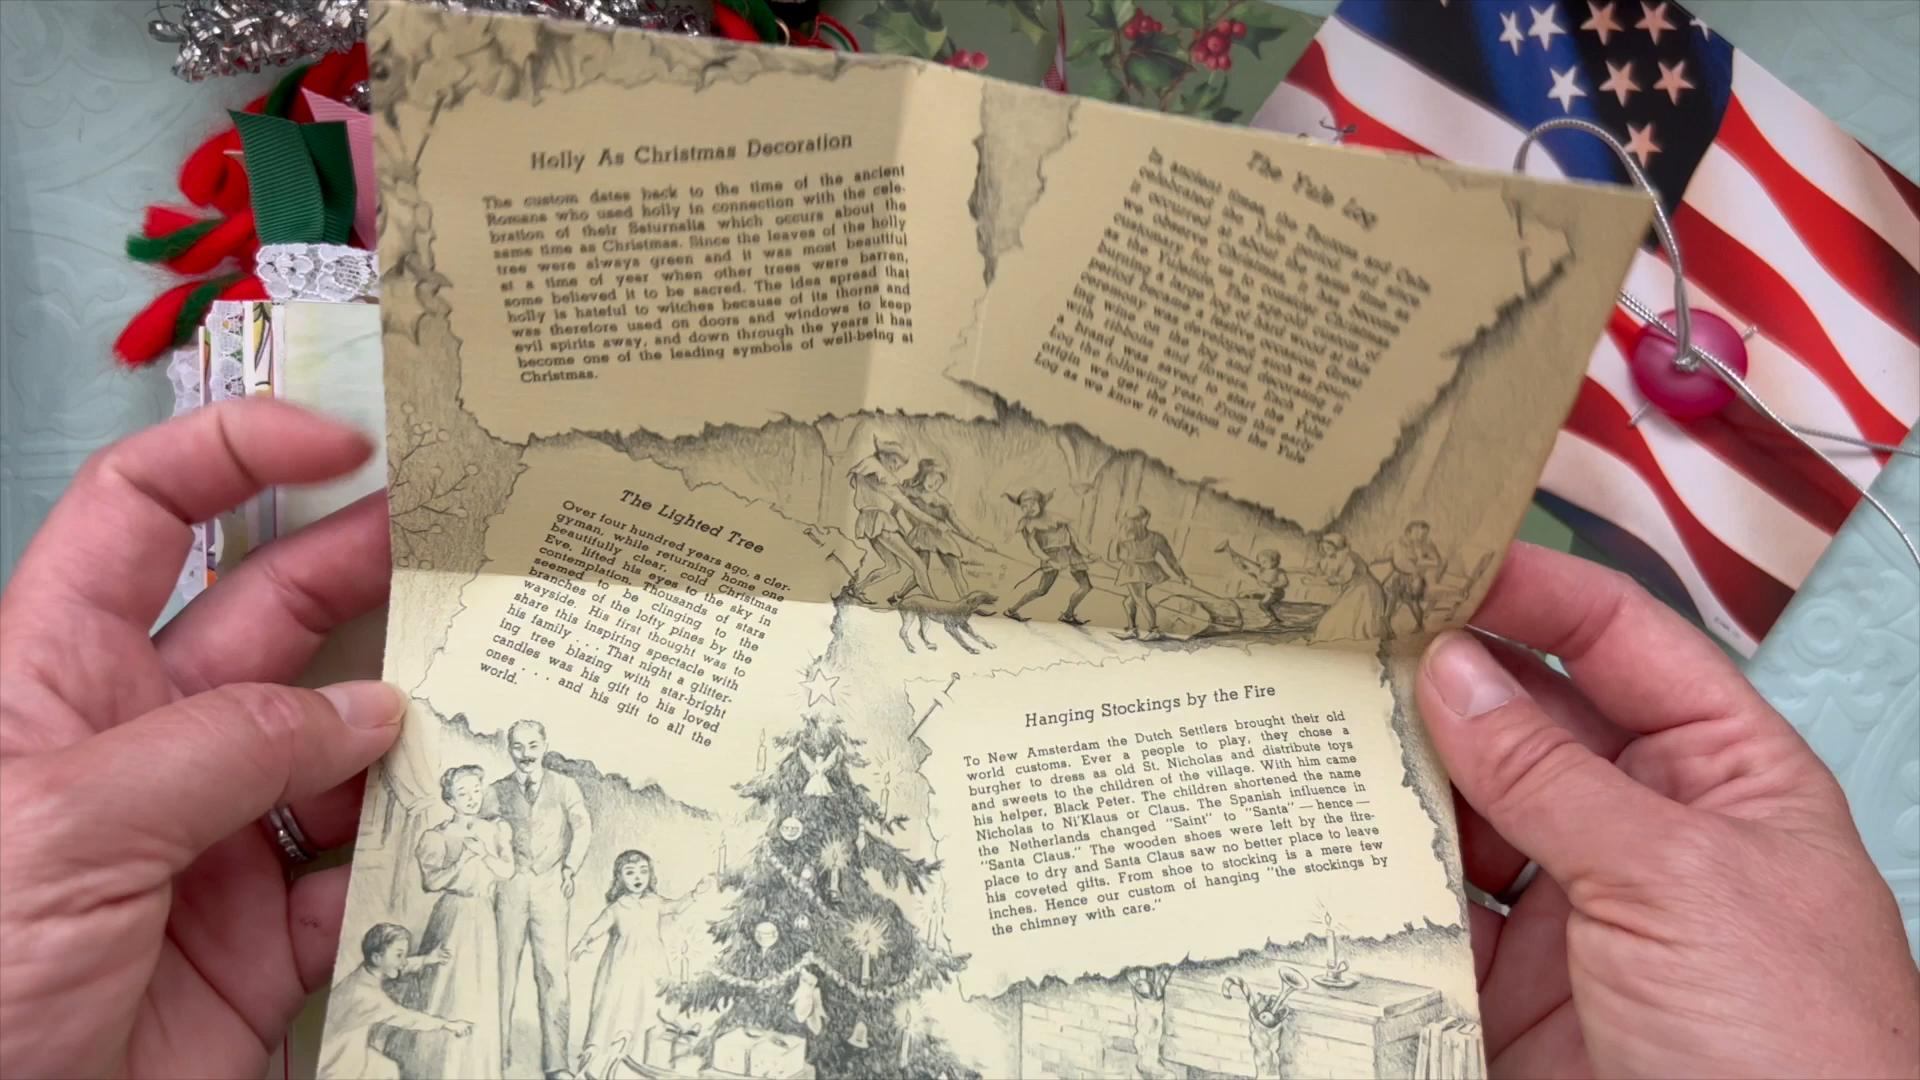 Holly As Christmas Decoration
The custom dates back to the time of the ancient
Romans who used holly in connection with the cele-
bration of their Saturnalia which occurs about the
same time as Christmas. Since the leaves of the holly
tree were always green and it was most beautiful
at a time of year when other trees were barren,
some believed it to be sacred. The idea spread that
holly is hateful to witches because of its thorns and
was therefore used on doors and windows to keep
evil spirits away, and down through the years it has
become one of the leading symbols of well-being at
Christmas.
The Yule Log
In ancient times, the Teutons and Celts
celebrated the Yule period, and since
it occurred at about the same time as
we observe Christmas, it has become
customary for us to consider Christmas
as the Yuletide. The age-old custom of
burning a large log of hard wood at this
period became a festive occasion. Great
ceremony was developed, such as pour-
ing wine on the log and decorating it
with ribbons and flowers. Each year
a brand was saved to start the Yule
Log the following year. From this early
origin we get the custom of the Yule
Log as we know it today.
The Lighted Tree
Over four hundred years ago, a cler-
gyman, while returning home one
beautifully clear, cold Christmas
Eve, lifted his eyes to the sky in
contemplation. Thousands of stars
seemed to be clinging to the
branches of the lofty pines by the
wayside. His first thought was to
share this inspiring spectacle with
his family . . . That night a glitter-
ing tree blazing with star-bright
candles was his gift to his loved
ones . . . and his gift to all the
world.
Hanging Stockings by the Fire
To New Amsterdam the Dutch Settlers brought their old
world customs. Ever a people to play, they chose a
burgher to dress as old St. Nicholas and distribute toys
and sweets to the children of the village. With him came
his helper, Black Peter. The children shortened the name
Nicholas to Ni'Klaus or Claus. The Spanish influence in
the Netherlands changed "Saint" to "Santa" — hence —
"Santa Claus." The wooden shoes were left by the fire-
place to dry and Santa Claus saw no better place to leave
his coveted gifts. From shoe to stocking is a mere few
inches. Hence our custom of hanging "the stockings by
the chimney with care."